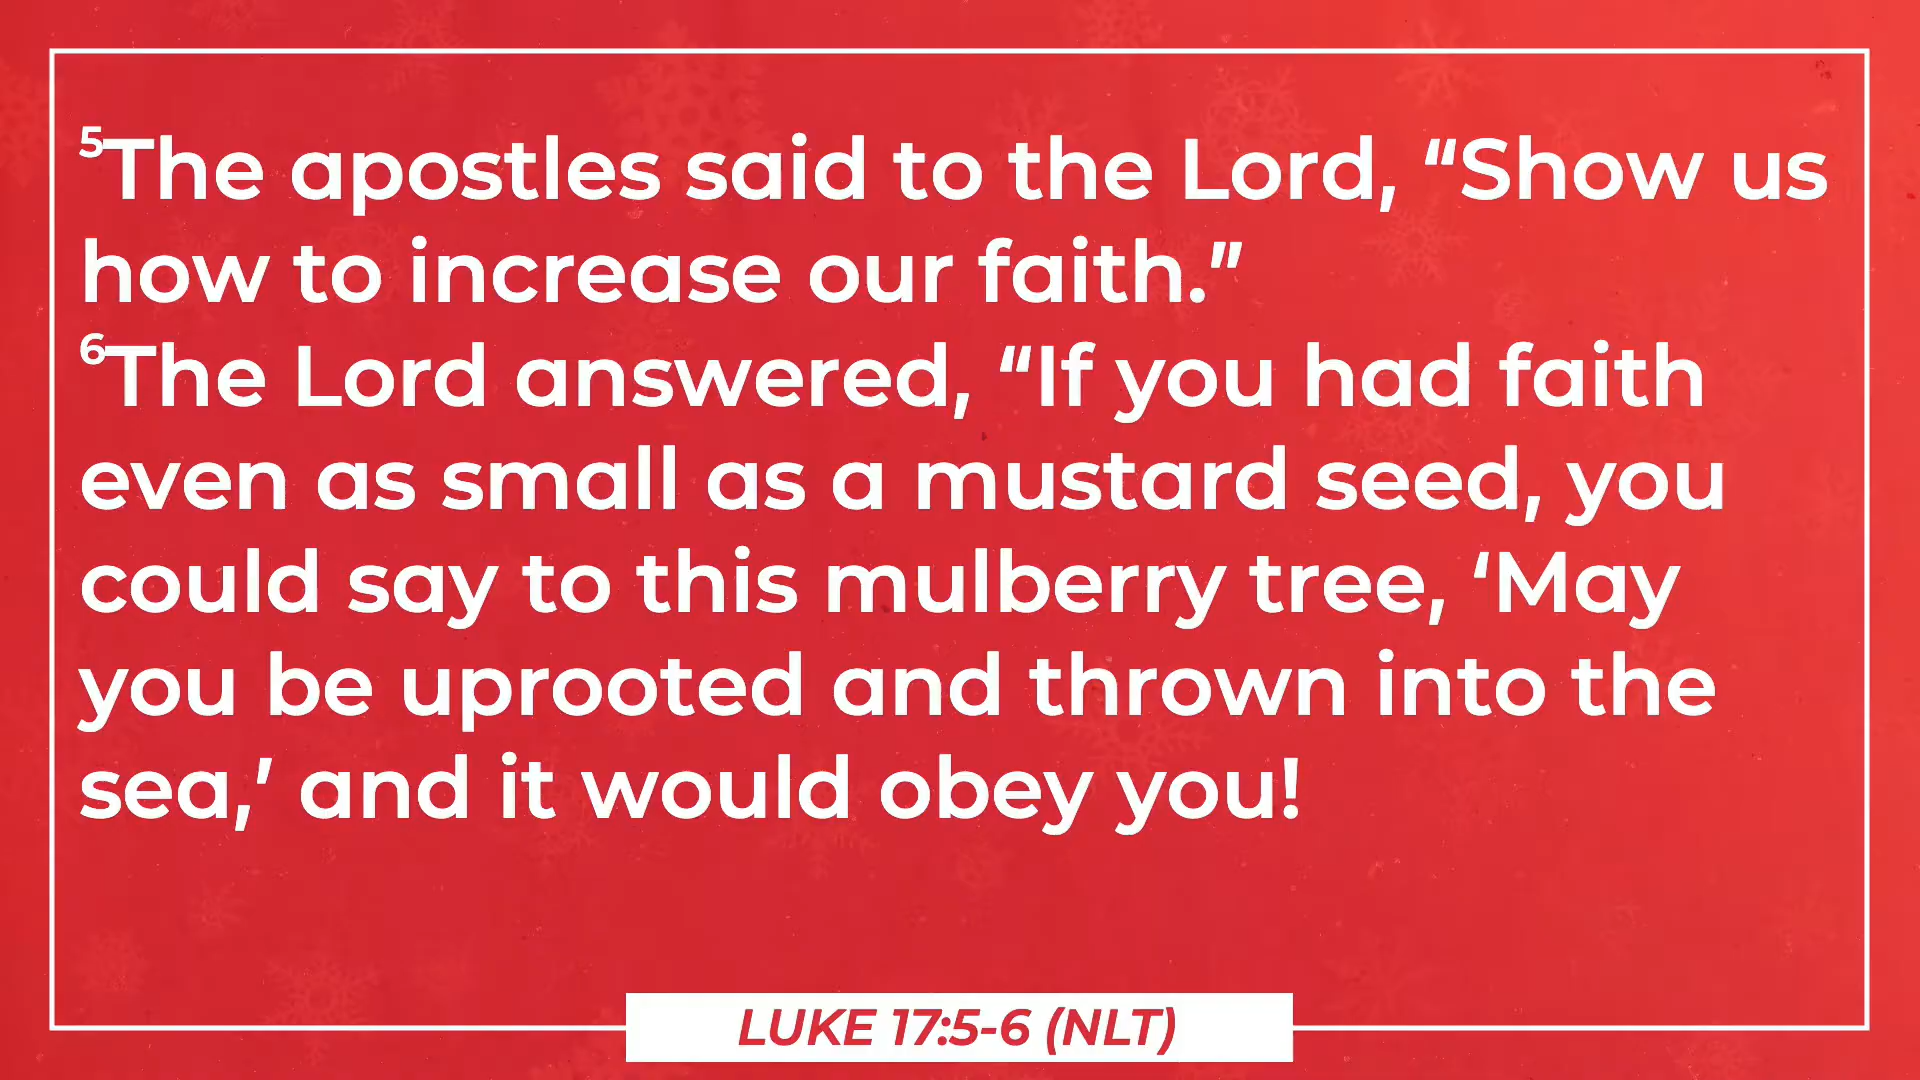 ⁵The apostles said to the Lord, “Show us
how to increase our faith.”
⁶The Lord answered, “If you had faith
even as small as a mustard seed, you
could say to this mulberry tree, ‘May
you be uprooted and thrown into the
sea,’ and it would obey you!
LUKE 17:5-6 (NLT)